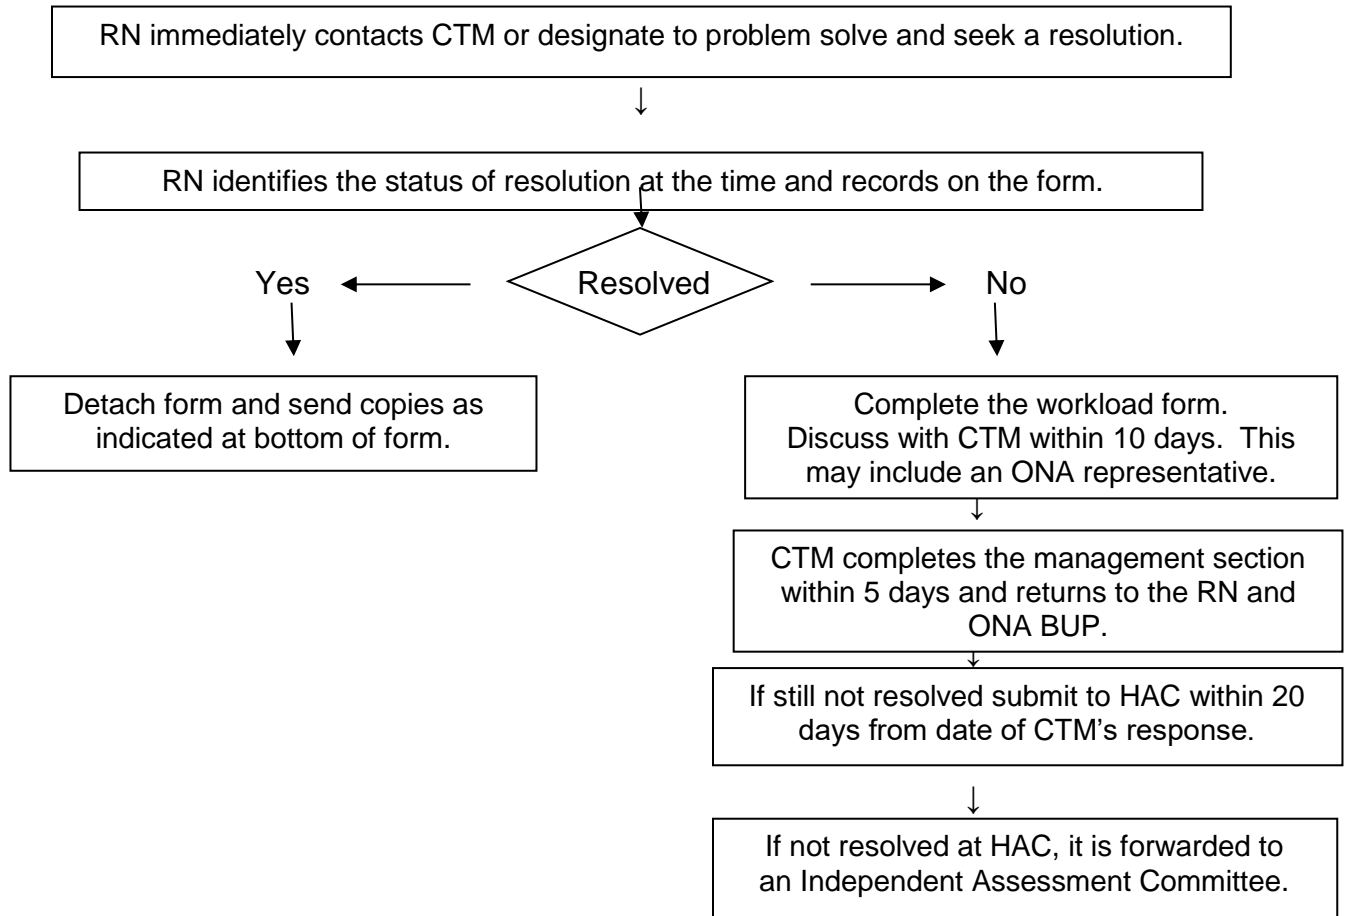 RN immediately contacts CTM or designate to problem solve and seek a resolution.
↓
RN identifies the status of resolution at the time and records on the form.
Yes
Resolved
No
Detach form and send copies as
indicated at bottom of form.
Complete the workload form.
Discuss with CTM within 10 days.  This
may include an ONA representative.
↓
CTM completes the management section
within 5 days and returns to the RN and
ONA BUP.
↓
If still not resolved submit to HAC within 20
days from date of CTM’s response.
↓
If not resolved at HAC, it is forwarded to
an Independent Assessment Committee.